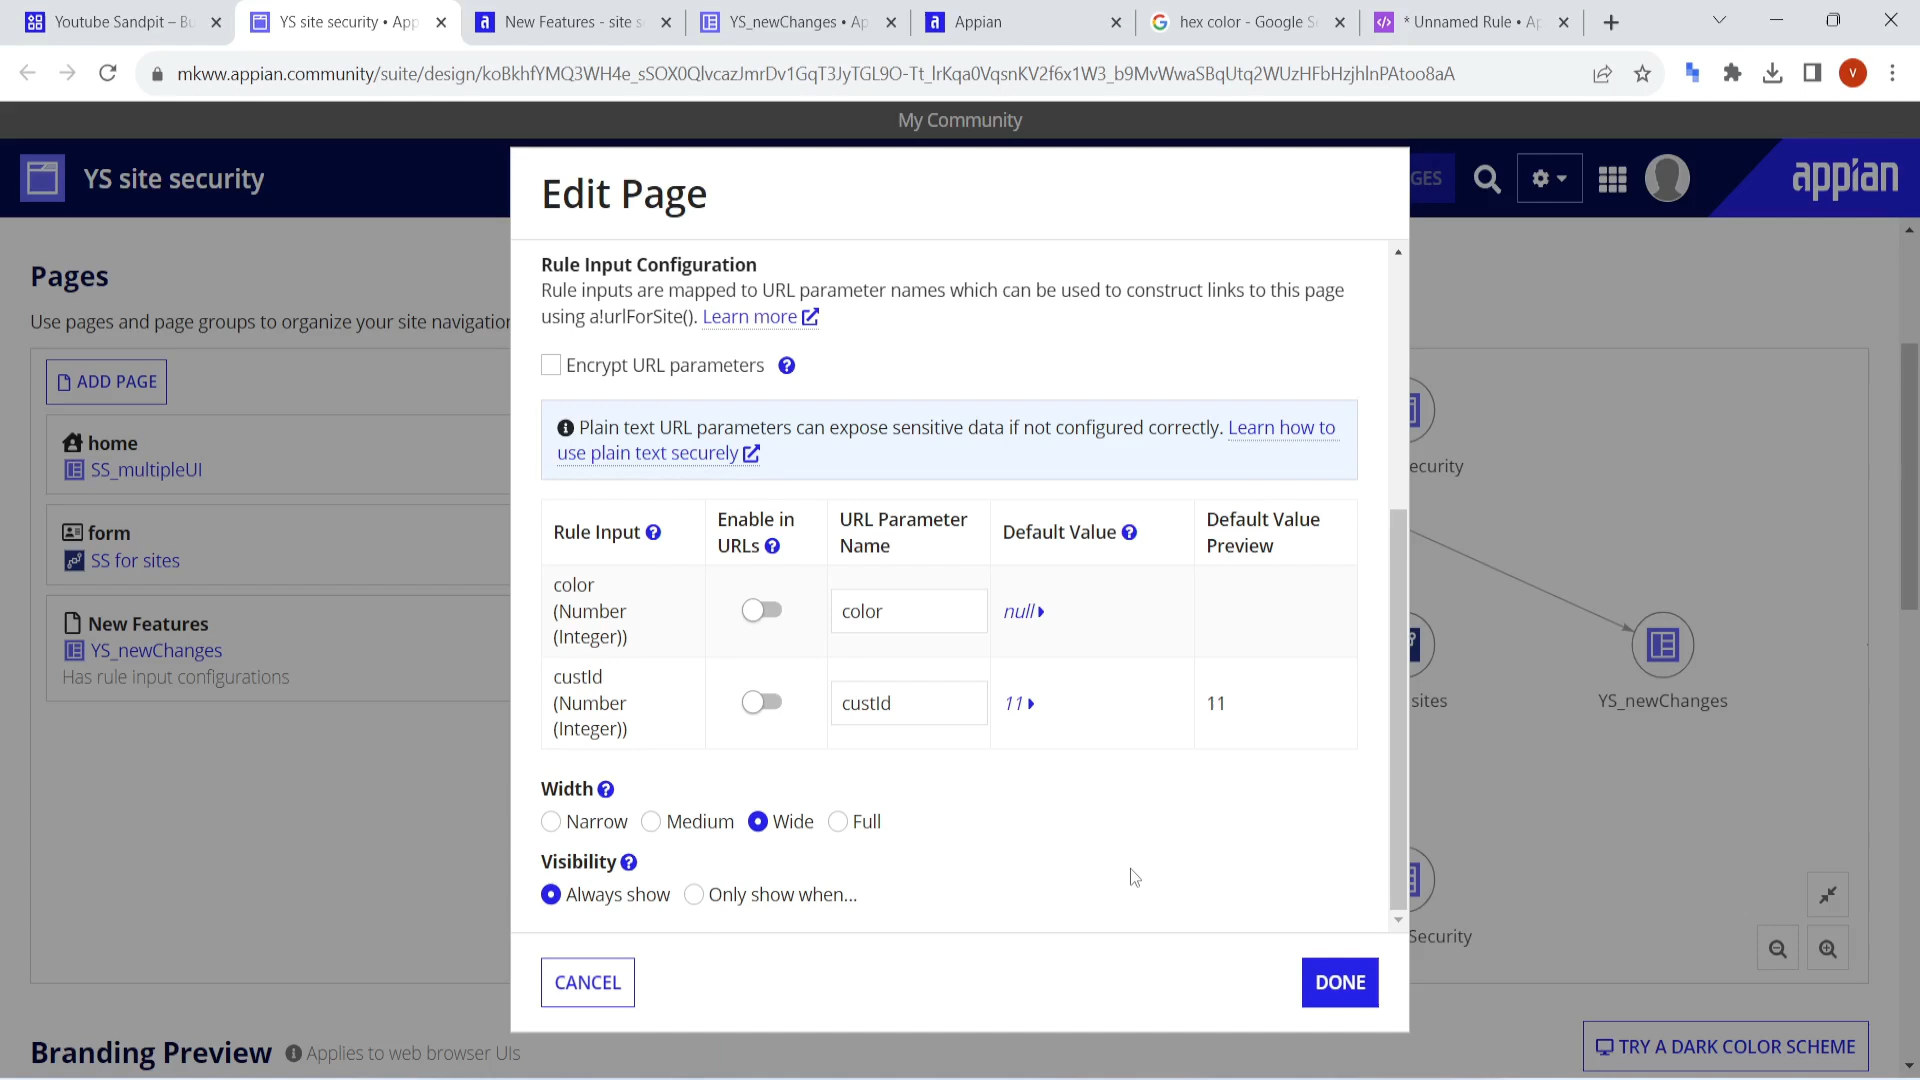 Youtube Sandpit – Bu
YS site security • App
New Features - site s
YS_newChanges • Ap
Appian
hex color - Google S
* Unnamed Rule • Ap
mkww.appian.community/suite/design/koBkhfYMQ3WH4e_sSOX0QlvcazJmrDv1GqT3JyTGL9O-Tt_lrKqa0VqsnKV2f6x1W3_b9MvWwaSBqUtq2WUzHFbHzjhlnPAtoo8aA
V
My Community
YS site security
GES
appian
Edit Page
Pages
Use pages and page groups to organize your site navigation
ADD PAGE
home
SS_multipleUI
form
SS for sites
New Features
YS_newChanges
Has rule input configurations
Rule Input Configuration
Rule inputs are mapped to URL parameter names which can be used to construct links to this page
using a!urlForSite(). Learn more
Encrypt URL parameters
Plain text URL parameters can expose sensitive data if not configured correctly. Learn how to
use plain text securely
Rule Input
Enable in
URLs
URL Parameter
Name
Default Value
Default Value
Preview
color
(Number
(Integer))
color
null
custId
(Number
(Integer))
custId
11
11
Width
Narrow
Medium
Wide
Full
Visibility
Always show
Only show when...
CANCEL
DONE
ecurity
sites
YS_newChanges
Security
Branding Preview
Applies to web browser UIs
TRY A DARK COLOR SCHEME